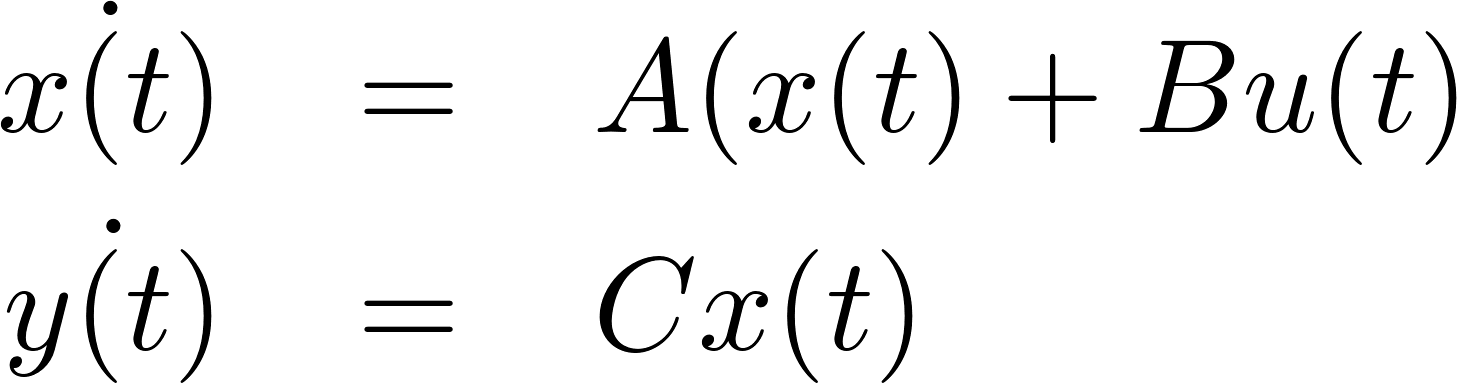 ẋ(t) = A(x(t) + Bu(t)
ẏ(t) = Cx(t)